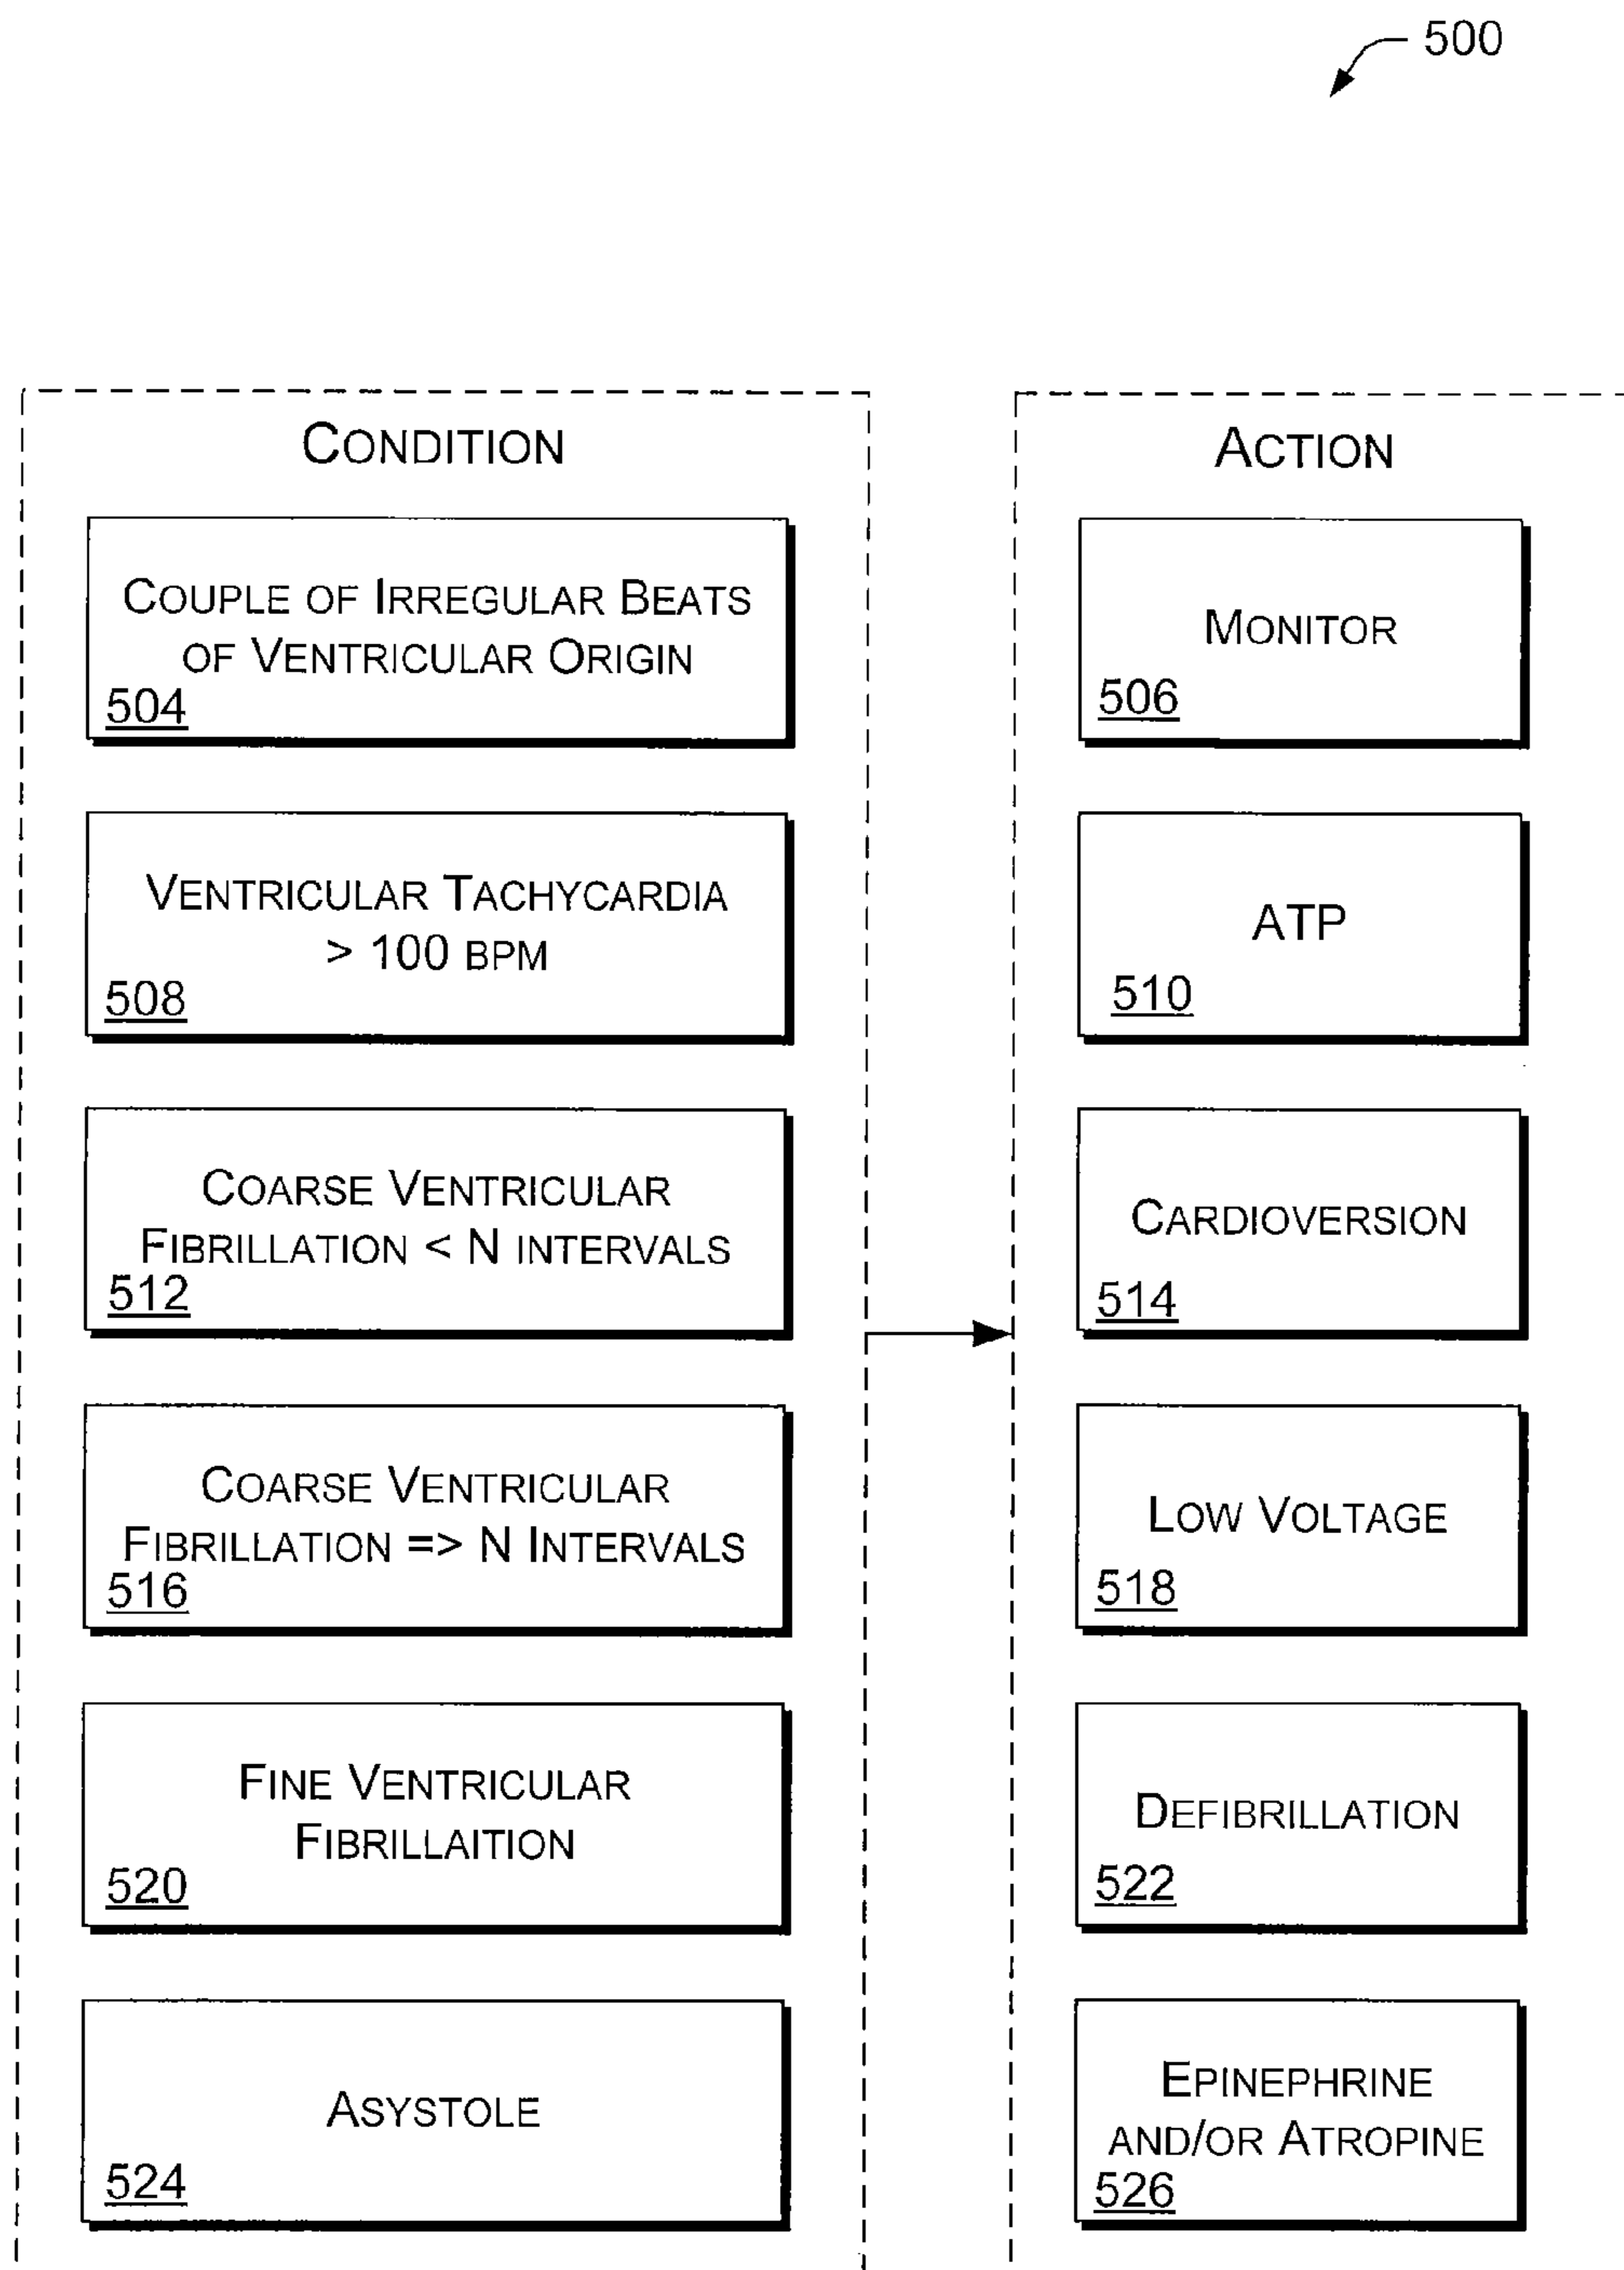 500
CONDITION
COUPLE OF IRREGULAR BEATS
OF VENTRICULAR ORIGIN
504
VENTRICULAR TACHYCARDIA
> 100 BPM
508
COARSE VENTRICULAR
FIBRILLATION < N INTERVALS
512
COARSE VENTRICULAR
FIBRILLATION => N INTERVALS
516
FINE VENTRICULAR
FIBRILLAITION
520
ASYSTOLE
524
ACTION
MONITOR
506
ATP
510
CARDIOVERSION
514
LOW VOLTAGE
518
DEFIBRILLATION
522
EPINEPHRINE
AND/OR ATROPINE
526